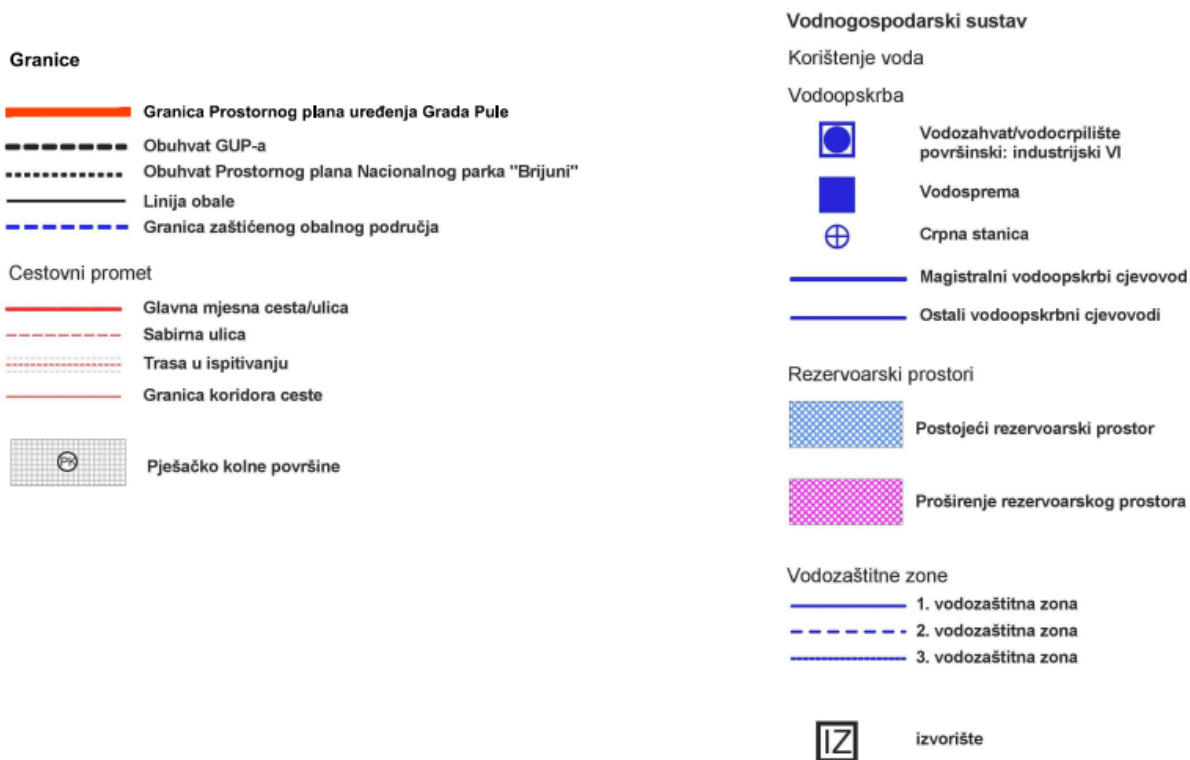 Granice
Granica Prostornog plana uređenja Grada Pule
Obuhvat GUP-a
Obuhvat Prostornog plana Nacionalnog parka "Brijuni"
Linija obale
Granica zaštićenog obalnog područja
Cestovni promet
Glavna mjesna cesta/ulica
Sabirna ulica
Trasa u ispitivanju
Granica koridora ceste
PK
Pješačko kolne površine
Vodnogospodarski sustav
Korištenje voda
Vodoopskrba
Vodozahvat/vodocrpilište
površinski: industrijski VI
Vodosprema
Crpna stanica
Magistralni vodoopskrbi cjevovod
Ostali vodoopskrbni cjevovodi
Rezervoarski prostori
Postojeći rezervoarski prostor
Proširenje rezervoarskog prostora
Vodozaštitne zone
1. vodozaštitna zona
2. vodozaštitna zona
3. vodozaštitna zona
IZ
izvorište